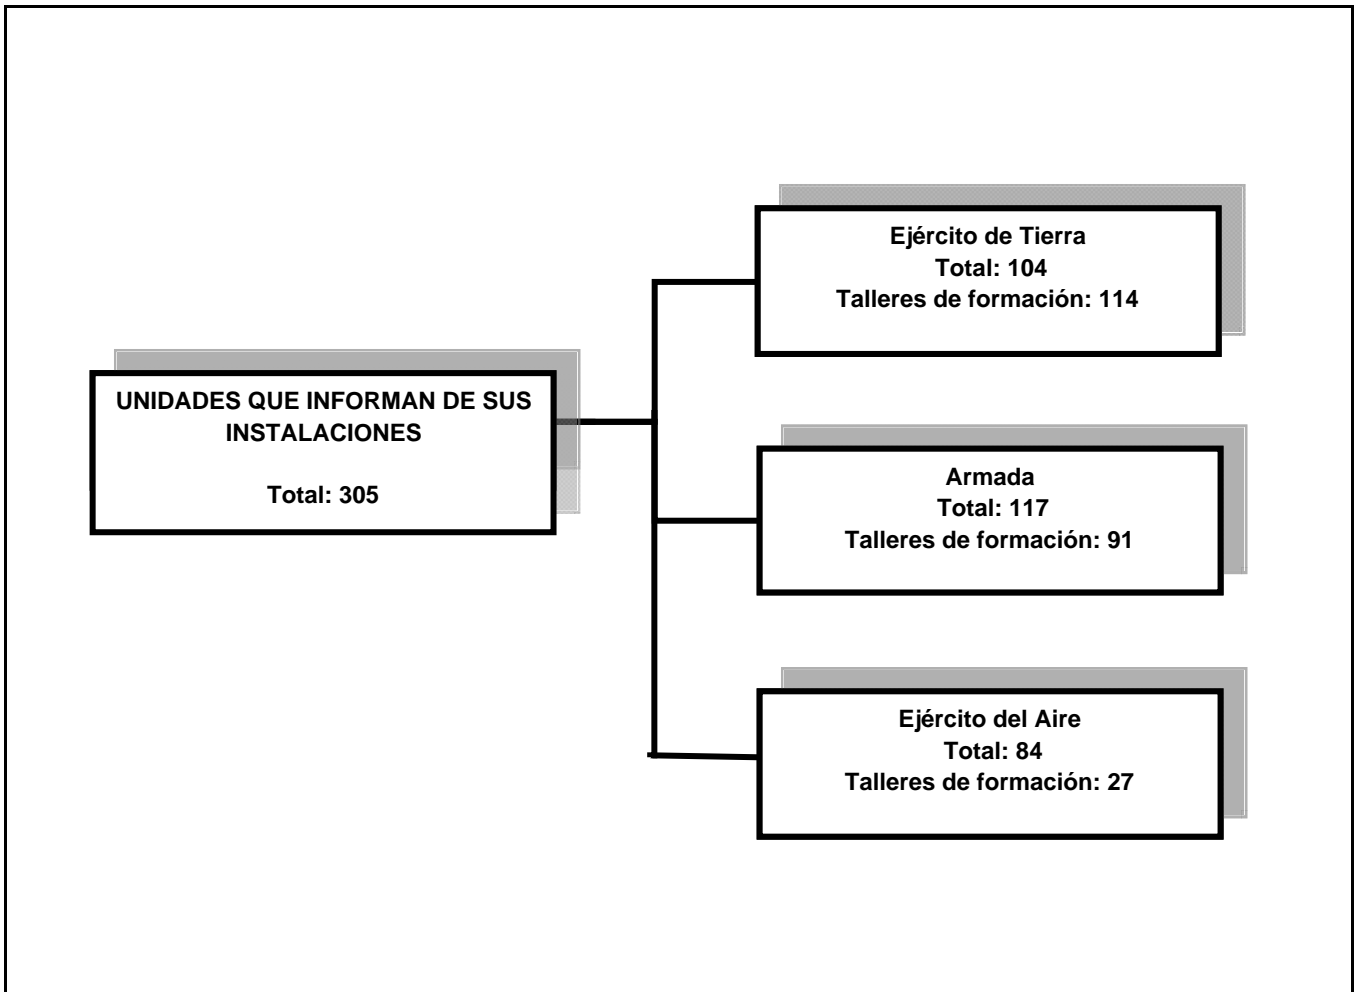 UNIDADES QUE INFORMAN DE SUS
INSTALACIONES
Total: 305
Ejército de Tierra
Total: 104
Talleres de formación: 114
Armada
Total: 117
Talleres de formación: 91
Ejército del Aire
Total: 84
Talleres de formación: 27